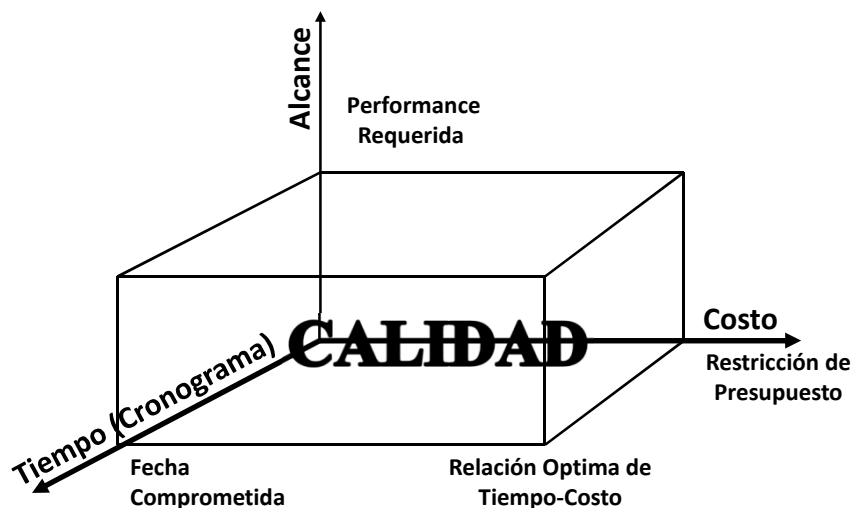 Alcance
Performance
Requerida
CALIDAD
Costo
Restricción de
Presupuesto
Tiempo (Cronograma)
Fecha
Comprometida
Relación Optima de
Tiempo-Costo